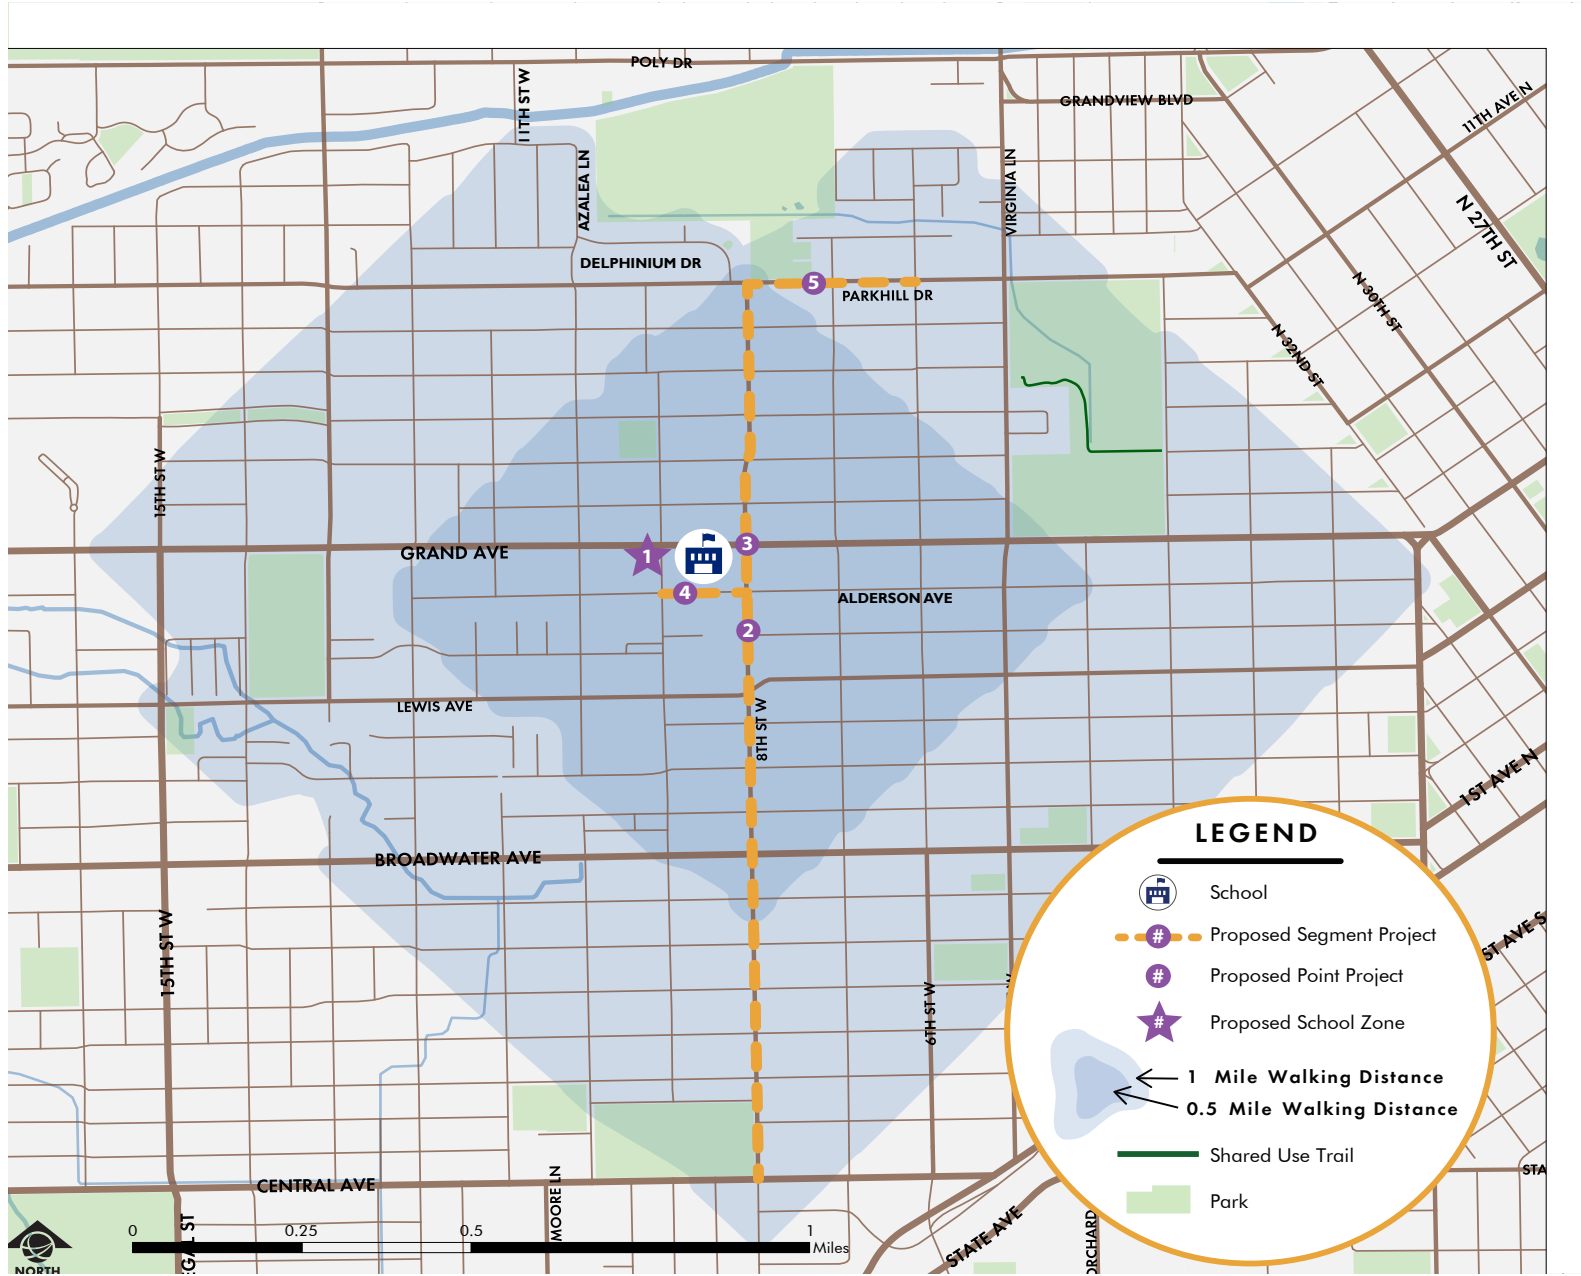 POLY DR
11TH ST W
GRANDVIEW BLVD
11TH AVE N
AZALEA LN
VIRGINIA LN
N 27TH ST
DELPHINIUM DR
5
PARKHILL DR
N 30TH ST
N 32ND ST
15TH ST W
GRAND AVE
1
3
4
ALDERSON AVE
2
LEWIS AVE
8TH ST W
1ST AVE N
BROADWATER AVE
15TH ST W
6TH ST W
ST AVE S
CENTRAL AVE
MOORE LN
STATE AVE
STA
ORCHARD
LEGEND
School
# Proposed Segment Project
# Proposed Point Project
# Proposed School Zone
1 Mile Walking Distance
0.5 Mile Walking Distance
Shared Use Trail
Park
0 0.25 0.5 1
Miles
NORTH